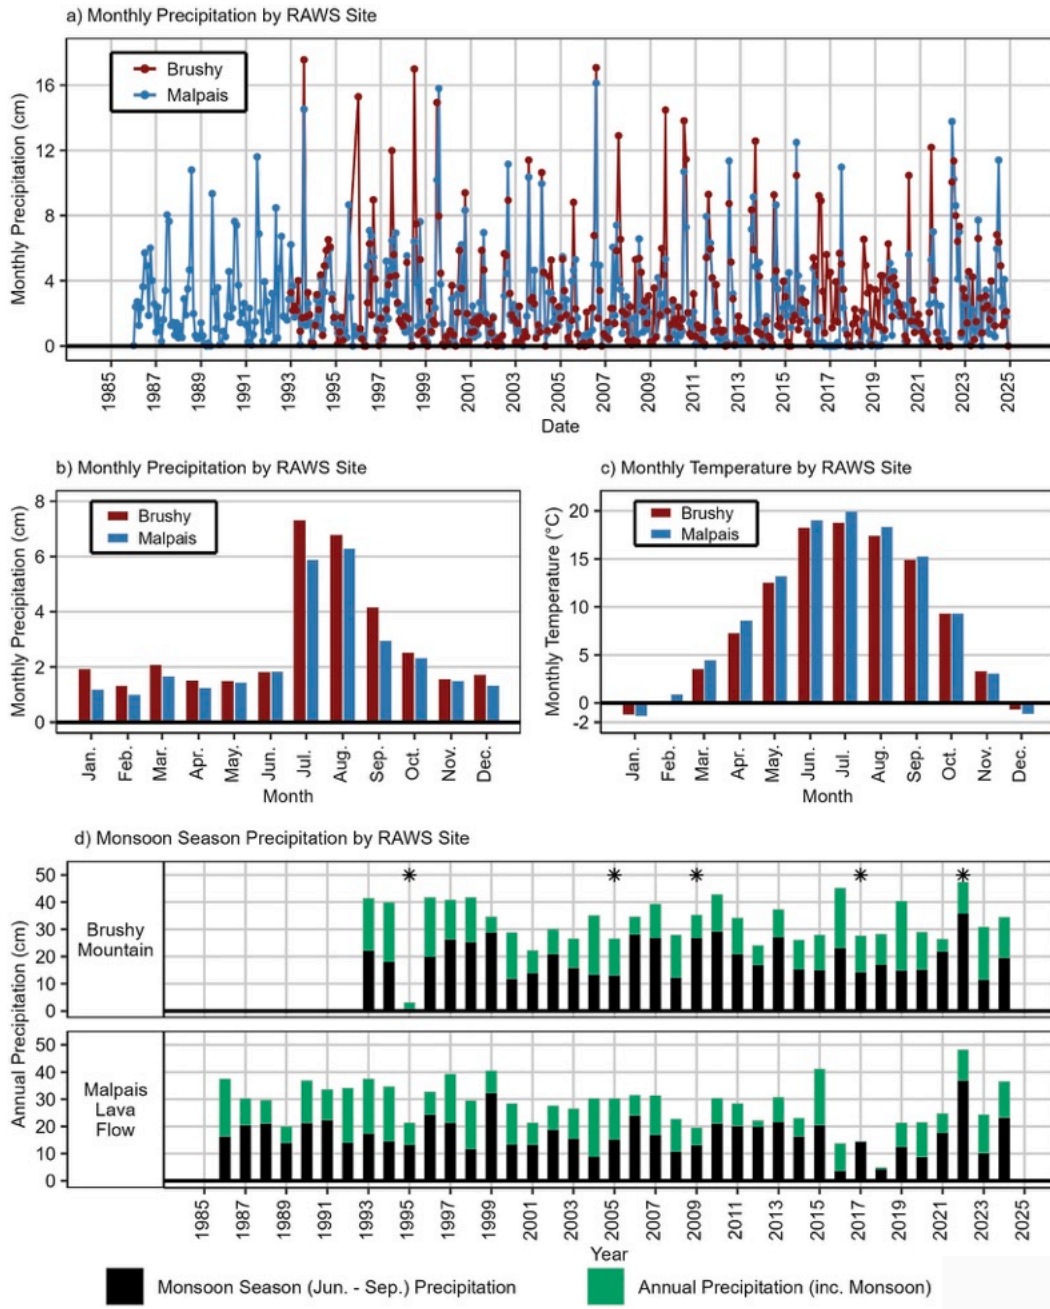 a) Monthly Precipitation by RAWS Site
Monthly Precipitation (cm)
16
12
8
4
0
Brushy
Malpais
1985 1987 1989 1991 1993 1995 1997 1999 2001 2003 2005 2007 2009 2011 2013 2015 2017 2019 2021 2023 2025
Date
b) Monthly Precipitation by RAWS Site
Monthly Precipitation (cm)
8
6
4
2
0
Brushy
Malpais
Jan. Feb. Mar. Apr. May. Jun. Jul. Aug. Sep. Oct. Nov. Dec.
Month
c) Monthly Temperature by RAWS Site
Monthly Temperature (°C)
20
15
10
5
0
-2
Brushy
Malpais
Jan. Feb. Mar. Apr. May. Jun. Jul. Aug. Sep. Oct. Nov. Dec.
Month
d) Monsoon Season Precipitation by RAWS Site
Annual Precipitation (cm)
Brushy
Mountain
50
40
30
20
10
0
* * * * *
Malpais
Lava
Flow
50
40
30
20
10
0
1985 1987 1989 1991 1993 1995 1997 1999 2001 2003 2005 2007 2009 2011 2013 2015 2017 2019 2021 2023 2025
Year
Monsoon Season (Jun. - Sep.) Precipitation
Annual Precipitation (inc. Monsoon)